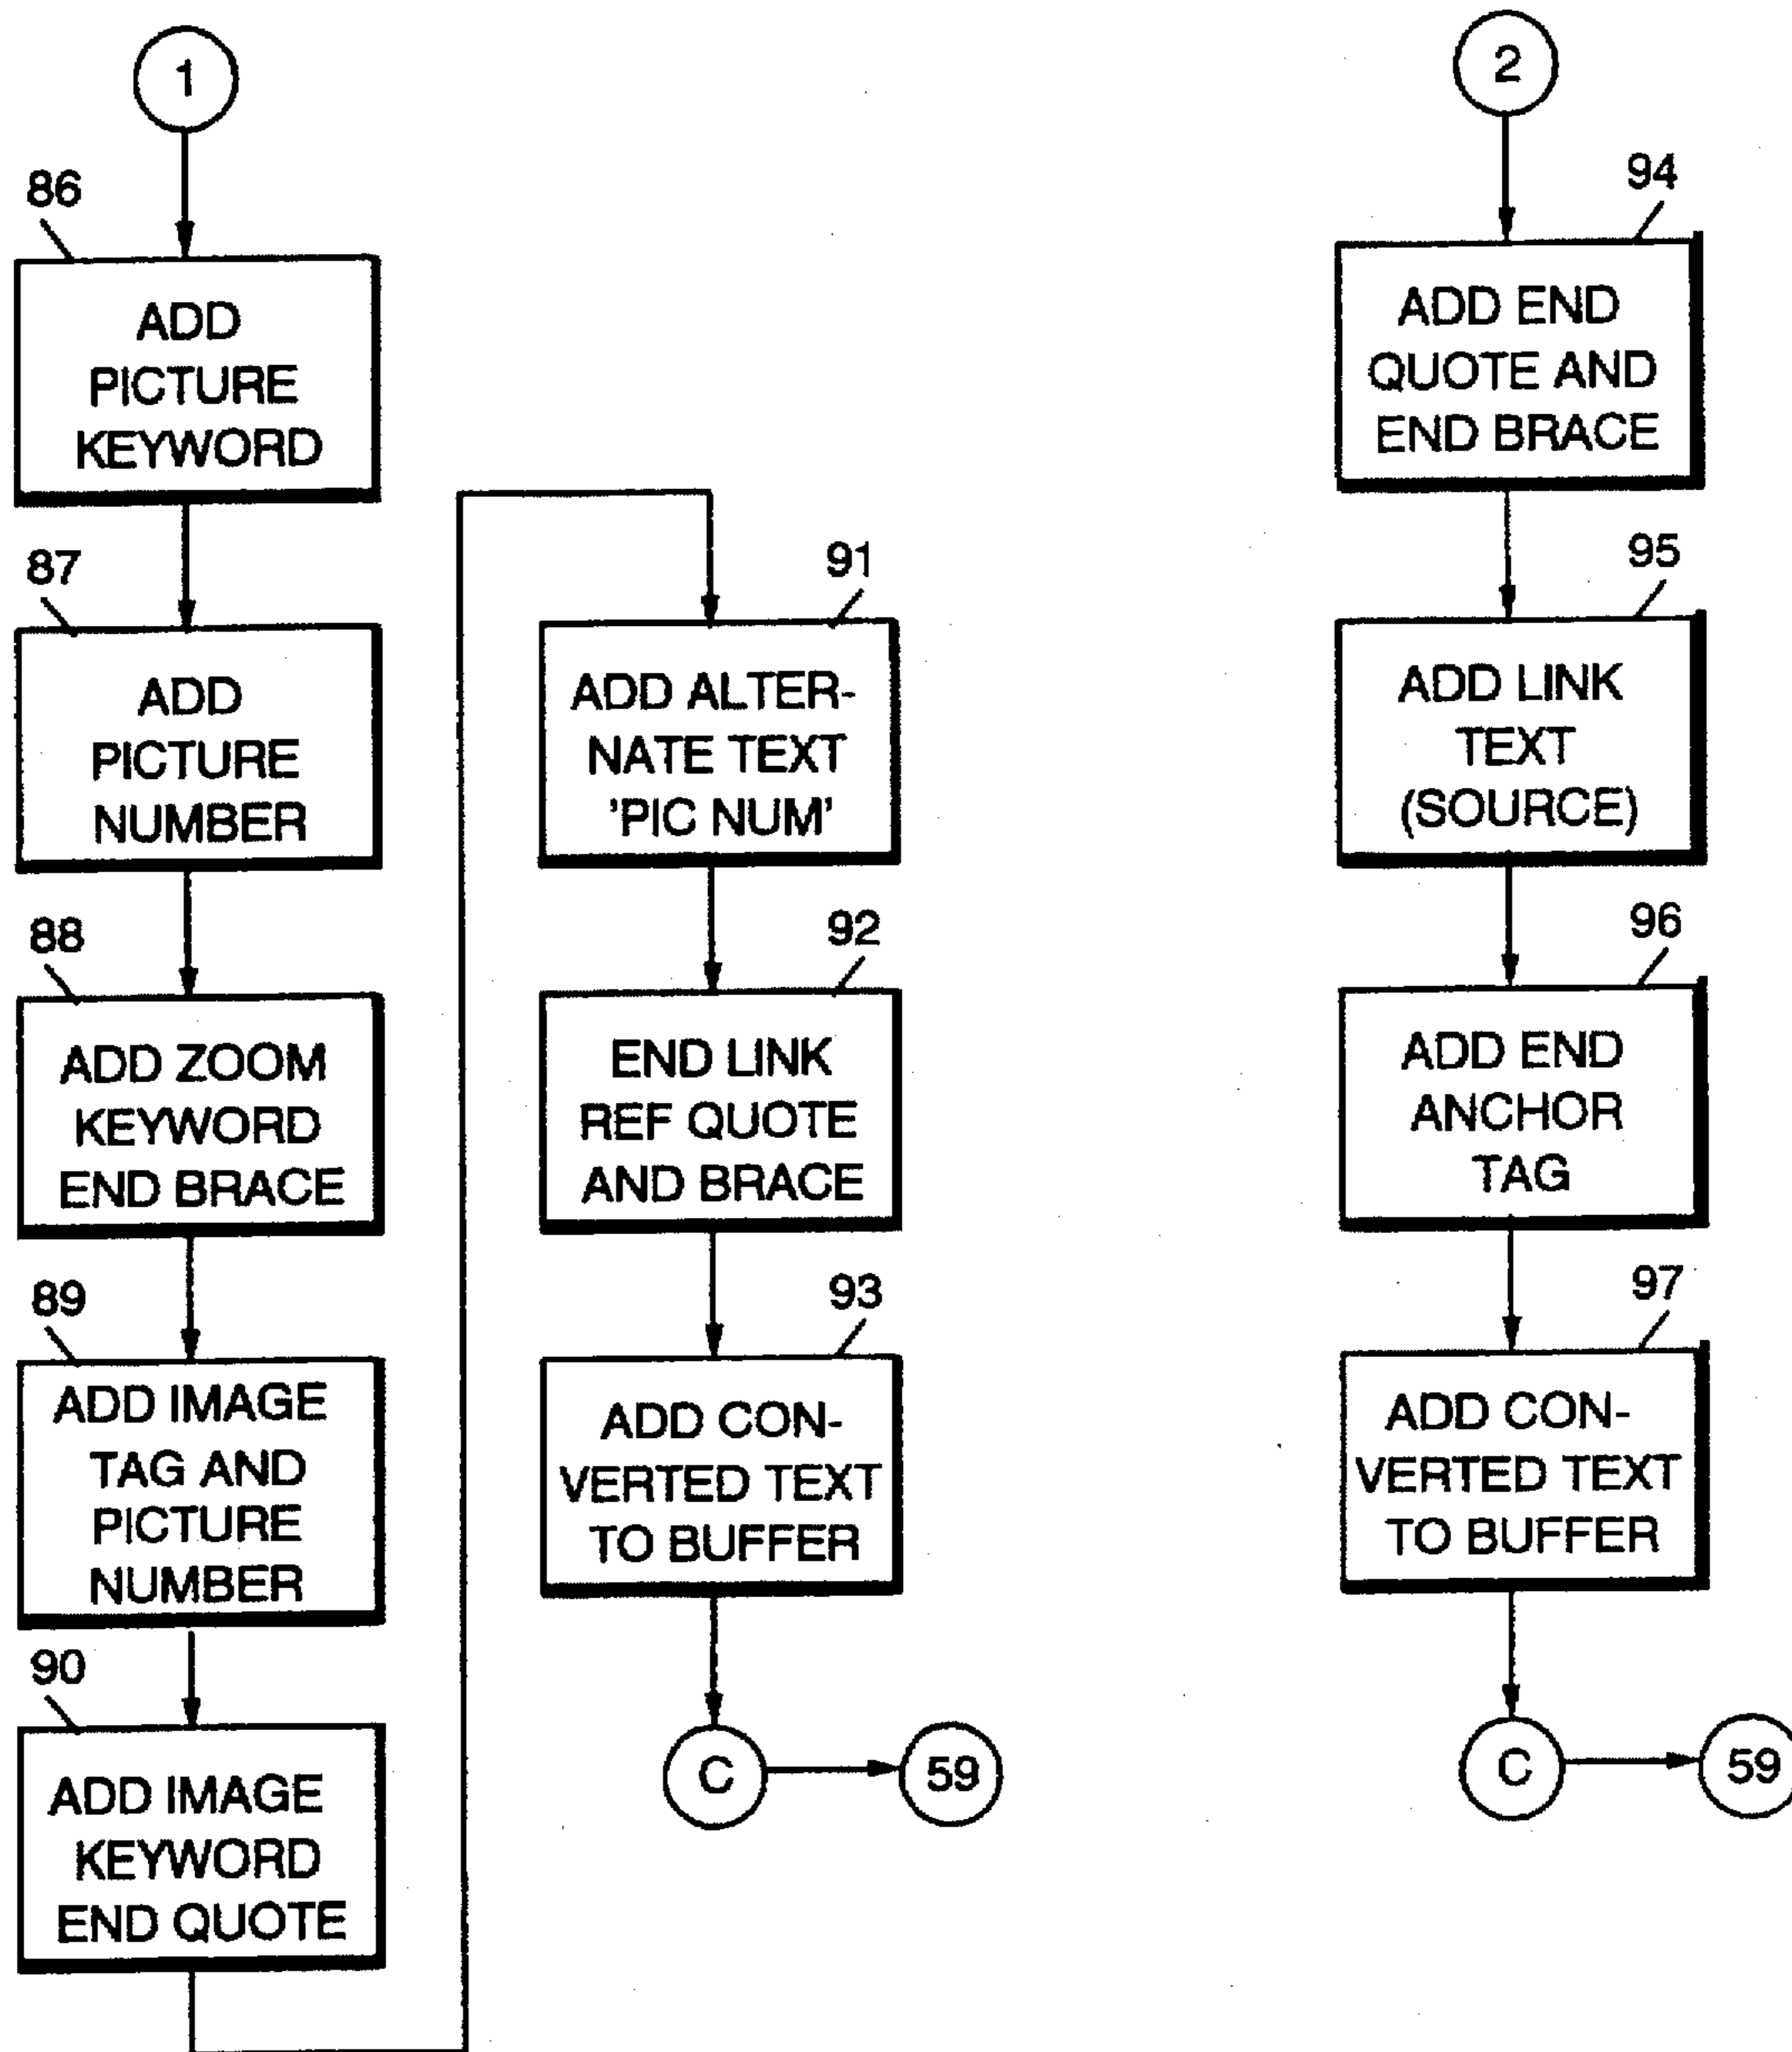 1
86
ADD
PICTURE
KEYWORD
87
ADD
PICTURE
NUMBER
88
ADD ZOOM
KEYWORD
END BRACE
89
ADD IMAGE
TAG AND
PICTURE
NUMBER
90
ADD IMAGE
KEYWORD
END QUOTE
91
ADD ALTER-
NATE TEXT
'PIC NUM'
92
END LINK
REF QUOTE
AND BRACE
93
ADD CON-
VERTED TEXT
TO BUFFER
C
59
2
94
ADD END
QUOTE AND
END BRACE
95
ADD LINK
TEXT
(SOURCE)
96
ADD END
ANCHOR
TAG
97
ADD CON-
VERTED TEXT
TO BUFFER
C
59